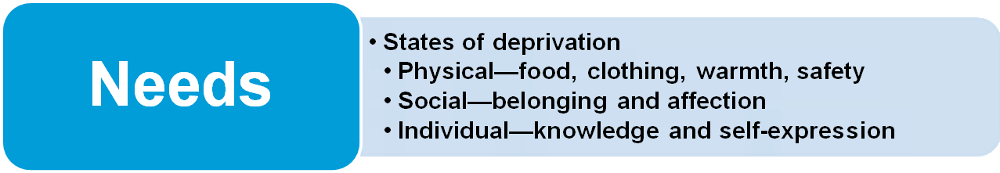 Needs
• States of deprivation
• Physical—food, clothing, warmth, safety
• Social—belonging and affection
• Individual—knowledge and self-expression